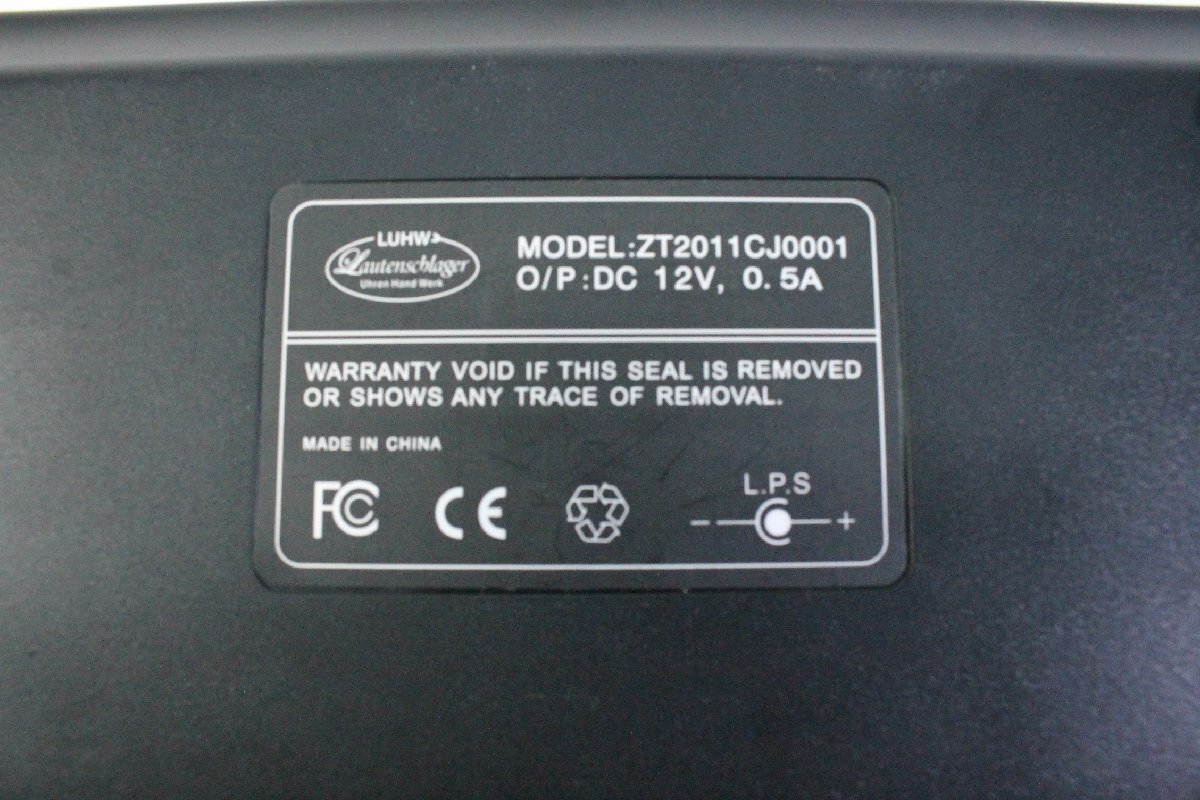 LUHW
Lautenschlager
Uhren Hand Werk
MODEL:ZT2011CJ0001
O/P:DC 12V, 0.5A
WARRANTY VOID IF THIS SEAL IS REMOVED
OR SHOWS ANY TRACE OF REMOVAL.
MADE IN CHINA
FC CE
L.P.S
- +